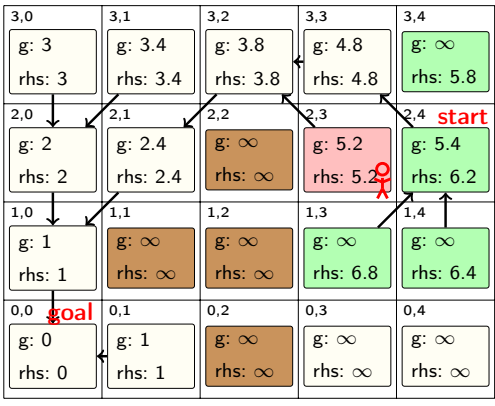 3,0 3,1 3,2 3,3 3,4
g: 3 g: 3.4 g: 3.8 g: 4.8 g: ∞
rhs: 3 rhs: 3.4 rhs: 3.8 rhs: 4.8 rhs: 5.8
2,0 2,1 2,2 2,3 2,4 start
g: 2 g: 2.4 g: ∞ g: 5.2 g: 5.4
rhs: 2 rhs: 2.4 rhs: ∞ rhs: 5.2 rhs: 6.2
1,0 1,1 1,2 1,3 1,4
g: 1 g: ∞ g: ∞ g: ∞ g: ∞
rhs: 1 rhs: ∞ rhs: ∞ rhs: 6.8 rhs: 6.4
0,0 goal 0,1 0,2 0,3 0,4
g: 0 g: 1 g: ∞ g: ∞ g: ∞
rhs: 0 rhs: 1 rhs: ∞ rhs: ∞ rhs: ∞